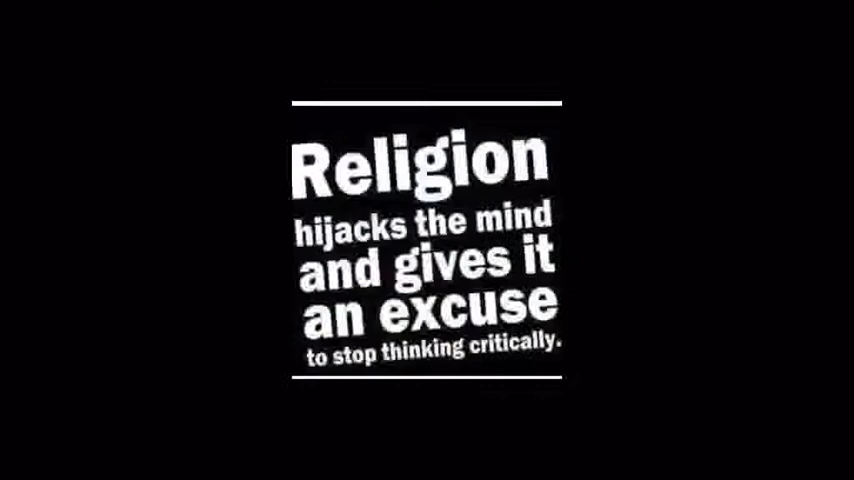 Religion
hijacks the mind
and gives it
an excuse
to stop thinking critically.